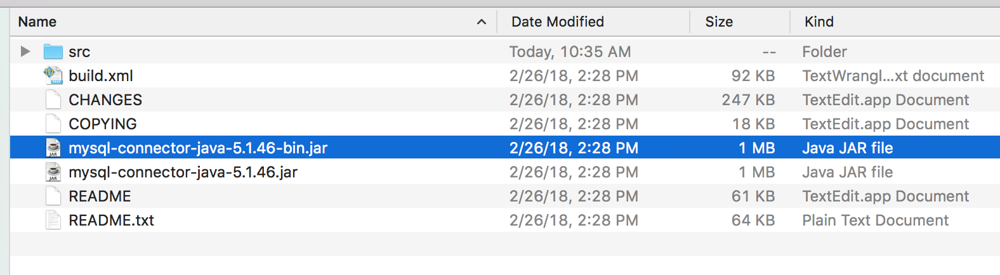 Name Date Modified Size Kind
src Today, 10:35 AM -- Folder
build.xml 2/26/18, 2:28 PM 92 KB TextWrangl...xt document
CHANGES 2/26/18, 2:28 PM 247 KB TextEdit.app Document
COPYING 2/26/18, 2:28 PM 18 KB TextEdit.app Document
JAR mysql-connector-java-5.1.46-bin.jar 2/26/18, 2:28 PM 1 MB Java JAR file
JAR mysql-connector-java-5.1.46.jar 2/26/18, 2:28 PM 1 MB Java JAR file
README 2/26/18, 2:28 PM 61 KB TextEdit.app Document
README.txt 2/26/18, 2:28 PM 64 KB Plain Text Document